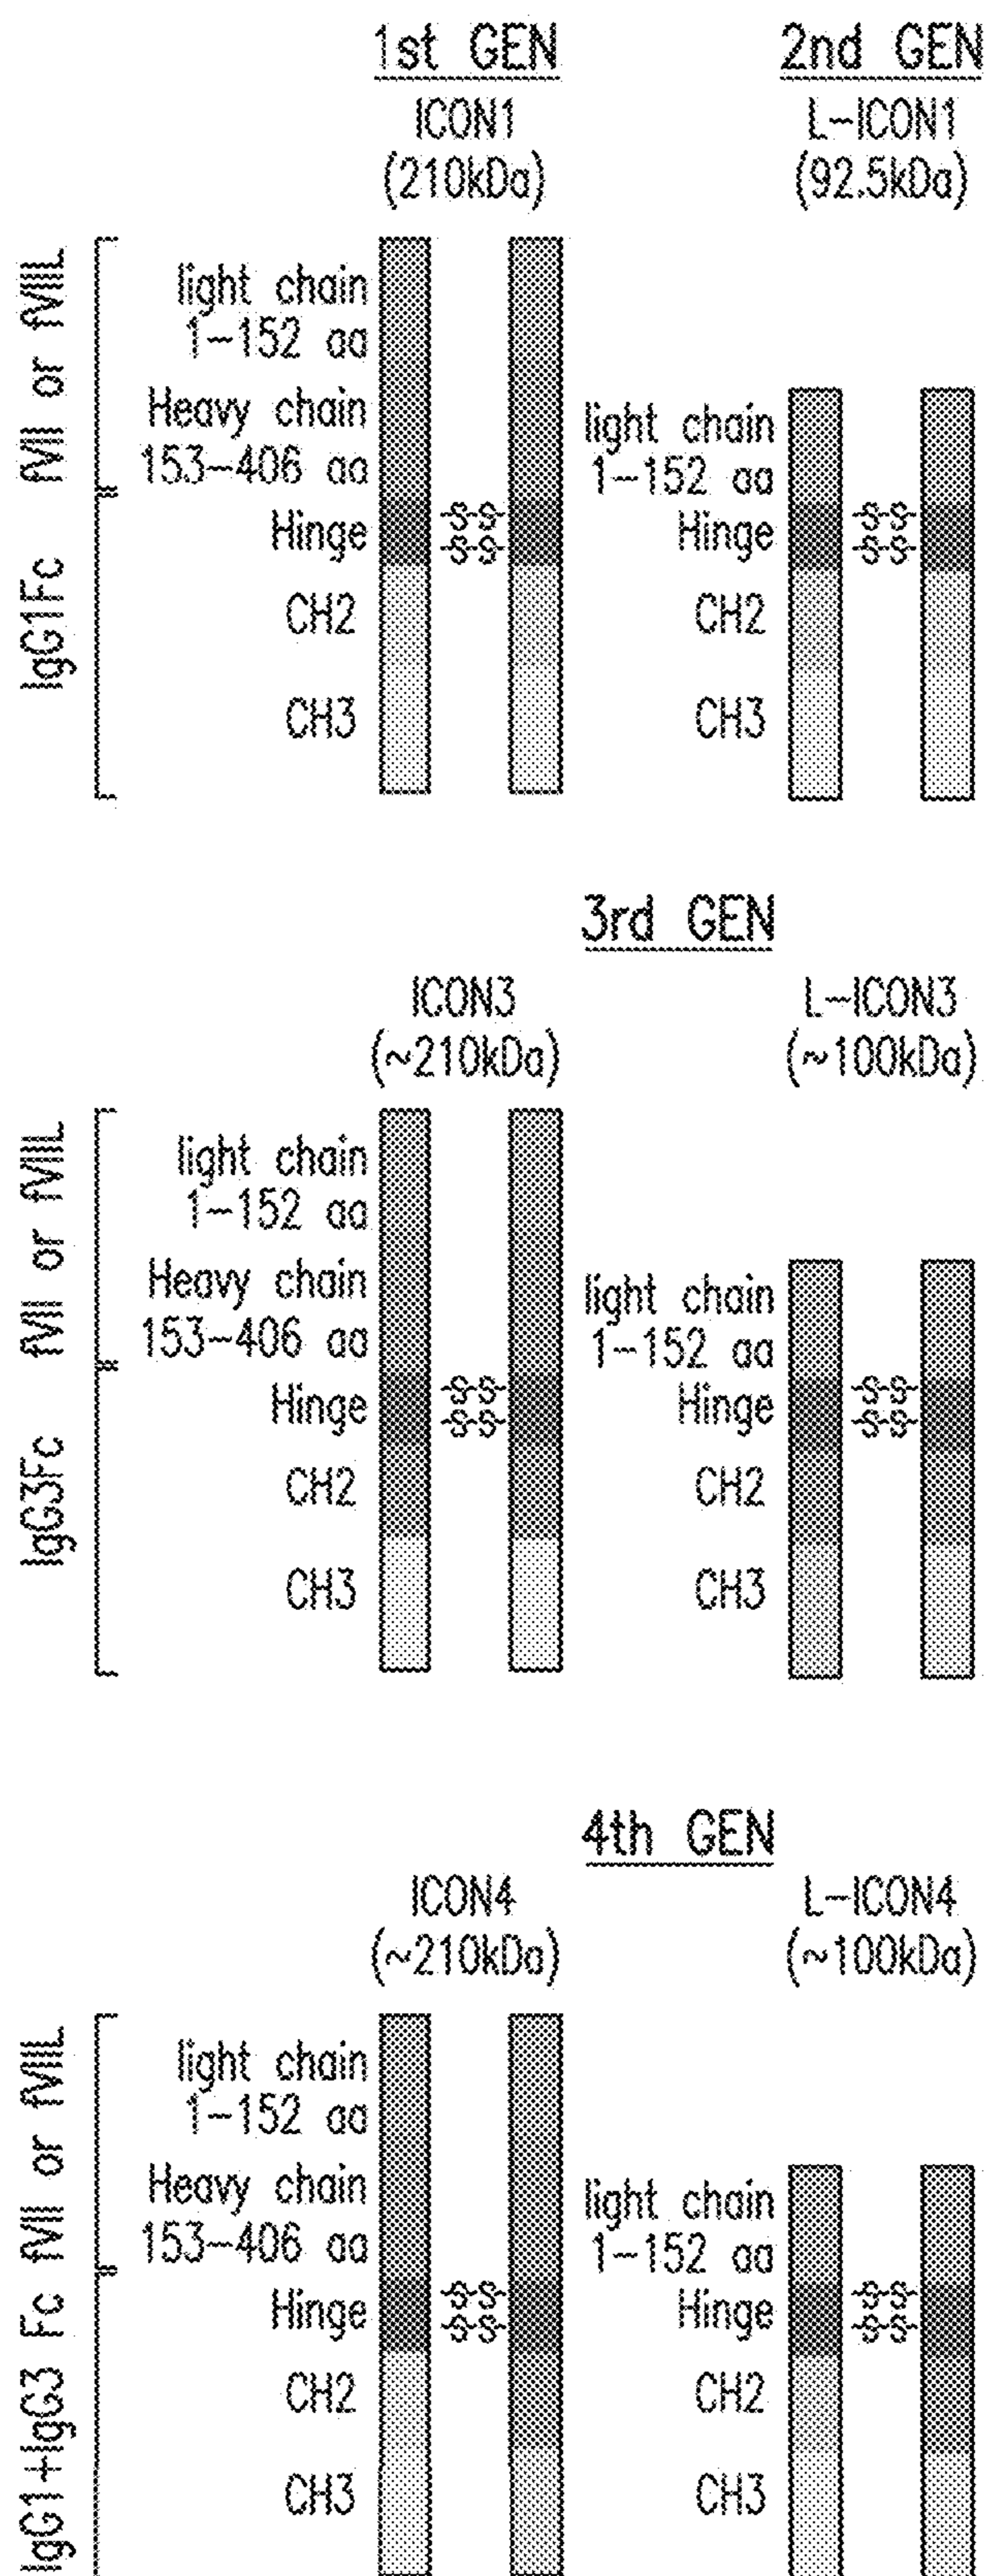 1st GEN
2nd GEN
ICON1
(210kDa)
L-ICON1
(92.5kDa)
IgG1Fc fVII or fVIIL
light chain
1-152 aa
Heavy chain
153-406 aa
Hinge
CH2
CH3
-S-S-
-S-S-
light chain
1-152 aa
Hinge
CH2
CH3
-S-S-
-S-S-
3rd GEN
ICON3
(~210kDa)
L-ICON3
(~100kDa)
IgG3Fc fVII or fVIIL
light chain
1-152 aa
Heavy chain
153-406 aa
Hinge
CH2
CH3
-S-S-
-S-S-
light chain
1-152 aa
Hinge
CH2
CH3
-S-S-
-S-S-
4th GEN
ICON4
(~210kDa)
L-ICON4
(~100kDa)
IgG1+IgG3 Fc fVII or fVIIL
light chain
1-152 aa
Heavy chain
153-406 aa
Hinge
CH2
CH3
-S-S-
-S-S-
light chain
1-152 aa
Hinge
CH2
CH3
-S-S-
-S-S-